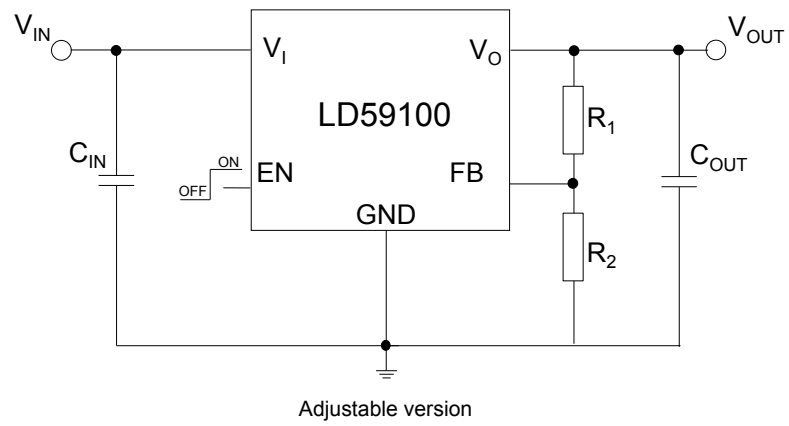 VIN
VOUT
VI
VO
LD59100
R1
CIN
COUT
ON
OFF
EN
FB
GND
R2
Adjustable version